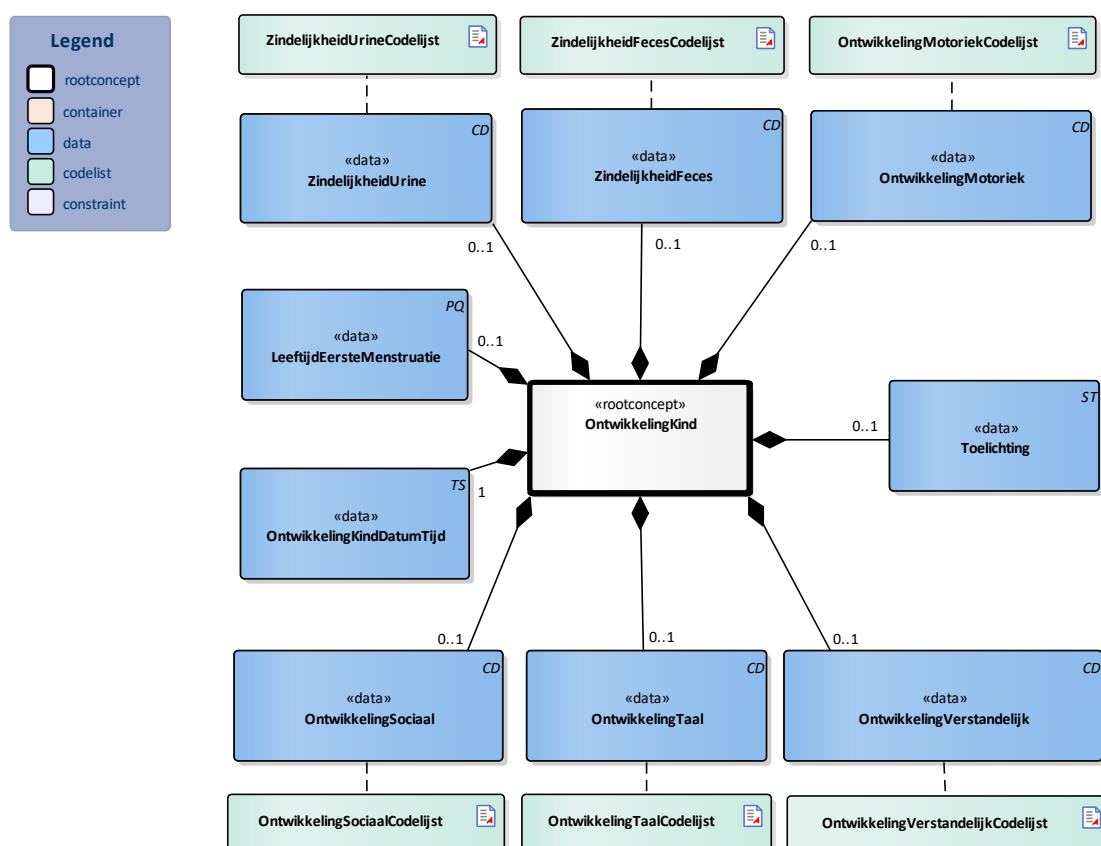 Legend
rootconcept
container
data
codelist
constraint
ZindelijkheidUrineCodelijst
ZindelijkheidFecesCodelijst
OntwikkelingMotoriekCodelijst
CD
«data»
ZindelijkheidUrine
CD
«data»
ZindelijkheidFeces
CD
«data»
OntwikkelingMotoriek
0..1
0..1
0..1
PQ
«data»
LeeftijdEersteMenstruatie
0..1
«rootconcept»
OntwikkelingKind
0..1
ST
«data»
Toelichting
TS
«data»
OntwikkelingKindDatumTijd
1
0..1
0..1
0..1
CD
«data»
OntwikkelingSociaal
CD
«data»
OntwikkelingTaal
CD
«data»
OntwikkelingVerstandelijk
OntwikkelingSociaalCodelijst
OntwikkelingTaalCodelijst
OntwikkelingVerstandelijkCodelijst